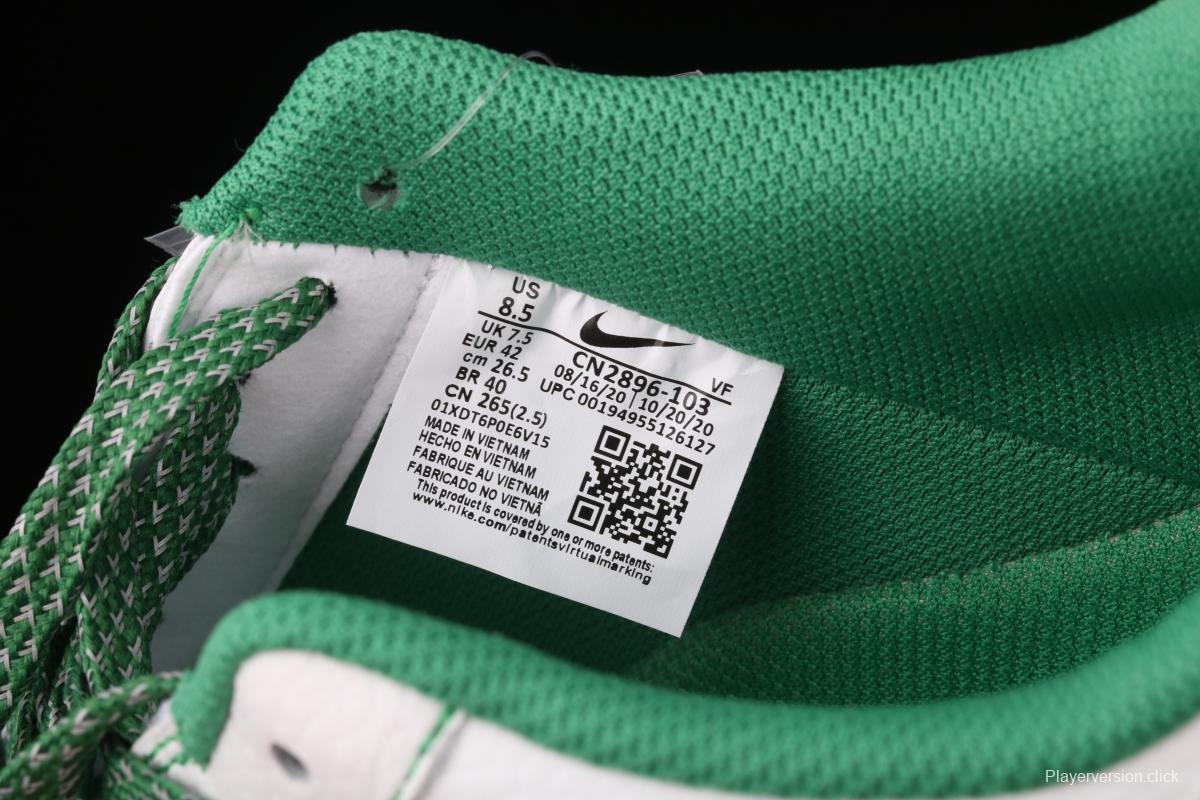 US
8.5
UK 7.5
EUR 42
cm 26.5
BR 40
CN 265(2.5)
01XDT6P0E6V15
MADE IN VIETNAM
HECHO EN VIETNAM
FABRIQUE AU VIETNAM
FABRICADO NO VIETNÃ
This product is covered by one or more patents:
www.nike.com/patentsvirtualmarking
CN2896-103 VF
08/16/20 | 10/20/20
UPC 00194955126127
Playerversion.click